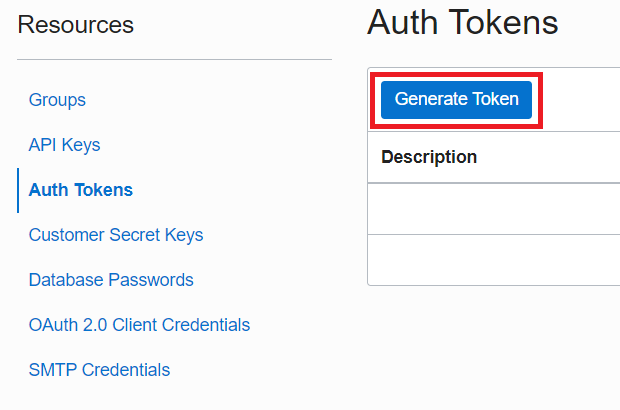 Resources
Groups
API Keys
Auth Tokens
Customer Secret Keys
Database Passwords
OAuth 2.0 Client Credentials
SMTP Credentials
Auth Tokens
Generate Token
Description